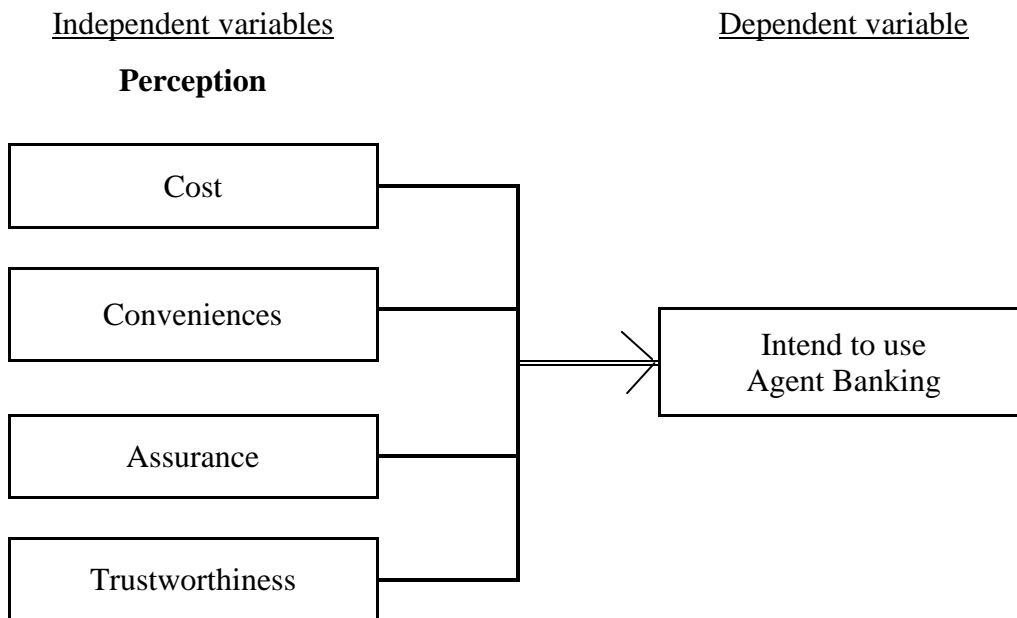 Independent variables
Dependent variable
Perception
Cost
Conveniences
Intend to use
Agent Banking
Assurance
Trustworthiness